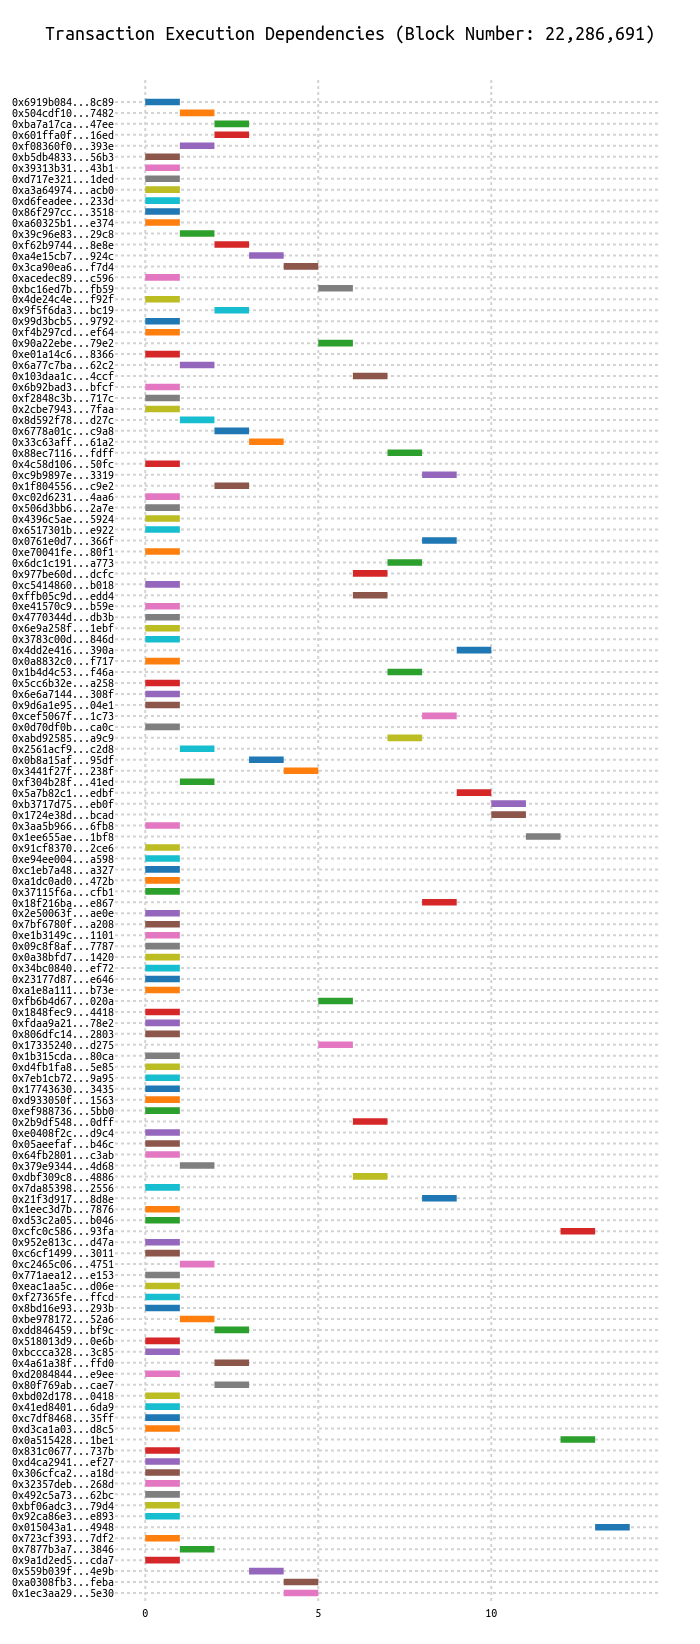 Transaction Execution Dependencies (Block Number: 22,286,691)
0x6919b084...8c89
0x504cdf10...7482
0xba7a17ca...47ee
0x601ffa0f...16ed
0xf08360f0...393e
0xb5db4833...56b3
0x39313b31...43b1
0xd717e321...1ded
0xa3a64974...acb0
0xd6feadee...233d
0x86f297cc...3518
0xa60325b1...e374
0x39c96e83...29c8
0xf62b9744...8e8e
0xa4e15cb7...924c
0x3ca90ea6...f7d4
0xacedec89...c596
0xbc16ed7b...fb59
0x4de24c4e...f92f
0x9f5f6da3...bc19
0x99d3bcb5...9792
0xf4b297cd...ef64
0x90a22ebe...79e2
0xe01a14c6...8366
0x6a77c7ba...62c2
0x103daa1c...4ccf
0x6b92bad3...bfcf
0xf2848c3b...717c
0x2cbe7943...7faa
0x8d592f78...d27c
0x6778a01c...c9a8
0x33c63aff...61a2
0x88ec7116...fdff
0x4c58d106...50fc
0xc9b9897e...3319
0x1f804556...c9e2
0xc02d6231...4aa6
0x506d3bb6...2a7e
0x4396c5ae...5924
0x6517301b...e922
0x0761e0d7...366f
0xe70041fe...80f1
0x6dc1c191...a773
0x977be60d...dcfc
0xc5414860...b018
0xffb05c9d...edd4
0xe41570c9...b59e
0x4770344d...db3b
0x6e9a258f...1ebf
0x3783c00d...846d
0x4dd2e416...390a
0x0a8832c0...f717
0x1b4d4c53...f46a
0x5cc6b32e...a258
0x6e6a7144...308f
0x9d6a1e95...04e1
0xcef5067f...1c73
0x0d70df0b...ca0c
0xabd92585...a9c9
0x2561acf9...c2d8
0x0b8a15af...95df
0x3441f27f...238f
0xf304b28f...41ed
0x5a7b82c1...edbf
0xb3717d75...eb0f
0x1724e38d...bcad
0x3aa5b966...6fb8
0x1ee655ae...1bf8
0x91cf8370...2ce6
0xe94ee004...a598
0xc1eb7a48...a327
0xa1dc0ad0...472b
0x37115f6a...cfb1
0x18f216ba...e867
0x2e50063f...ae0e
0x7bf6780f...a208
0xe1b3149c...1101
0x09c8f8af...7787
0x0a38bfd7...1420
0x34bc0840...ef72
0x23177d87...e646
0xa1e8a111...b73e
0xfb6b4d67...020a
0x1848fec9...4418
0xfdaa9a21...78e2
0x806dfc14...2803
0x17335240...d275
0x1b315cda...80ca
0xd4fb1fa8...5e85
0x7eb1cb72...9a95
0x17743630...3435
0xd933050f...1563
0xef988736...5bb0
0x2b9df548...0dff
0xe0408f2c...d9c4
0x05aeefaf...b46c
0x64fb2801...c3ab
0x379e9344...4d68
0xdbf309c8...4886
0x7da85398...2556
0x21f3d917...8d8e
0x1eec3d7b...7876
0xd53c2a05...b046
0xcfc0c586...93fa
0x952e813c...d47a
0xc6cf1499...3011
0xc2465c06...4751
0x771aea12...e153
0xeac1aa5c...d06e
0xf27365fe...ffcd
0x8bd16e93...293b
0xbe978172...52a6
0xdd846459...bf9c
0x518013d9...0e6b
0xbccca328...3c85
0x4a61a38f...ffd0
0xd2084844...e9ee
0x80f769ab...cae7
0xbd02d178...0418
0x41ed8401...6da9
0xc7df8468...35ff
0xd3ca1a03...d8c5
0x0a515428...1be1
0x831c0677...737b
0xd4ca2941...ef27
0x306cfca2...a18d
0x32357deb...268d
0x492c5a73...62bc
0xbf06adc3...79d4
0x92ca86e3...e893
0x015043a1...4948
0x723cf393...7df2
0x7877b3a7...3846
0x9a1d2ed5...cda7
0x559b039f...4e9b
0xa0308fb3...feba
0x1ec3aa29...5e30
0 5 10